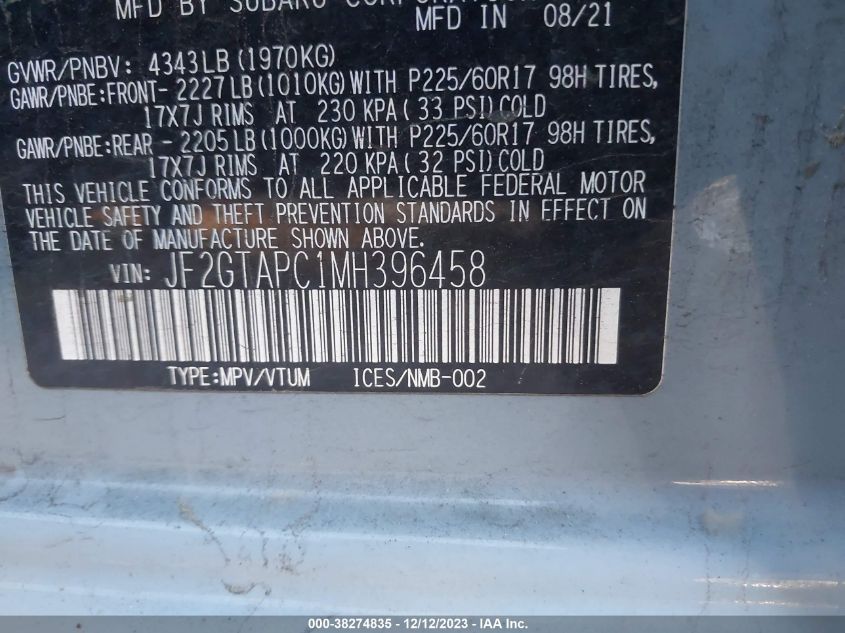 MFD BY SUBARU CORPORATION
MFD IN 08/21
GVWR/PNBV: 4343LB (1970KG)
GAWR/PNBE:FRONT- 2227LB(1010KG)WITH P225/60R17 98H TIRES,
17X7J RIMS AT 230 KPA( 33 PSI)COLD
GAWR/PNBE:REAR - 2205LB(1000KG)WITH P225/60R17 98H TIRES,
17X7J RIMS AT 220 KPA( 32 PSI)COLD
THIS VEHICLE CONFORMS TO ALL APPLICABLE FEDERAL MOTOR
VEHICLE SAFETY AND THEFT PREVENTION STANDARDS IN EFFECT ON
THE DATE OF MANUFACTURE SHOWN ABOVE.
VIN: JF2GTAPC1MH396458
TYPE:MPV/VTUM ICES/NMB-002
000-38274835 - 12/12/2023 - IAA Inc.